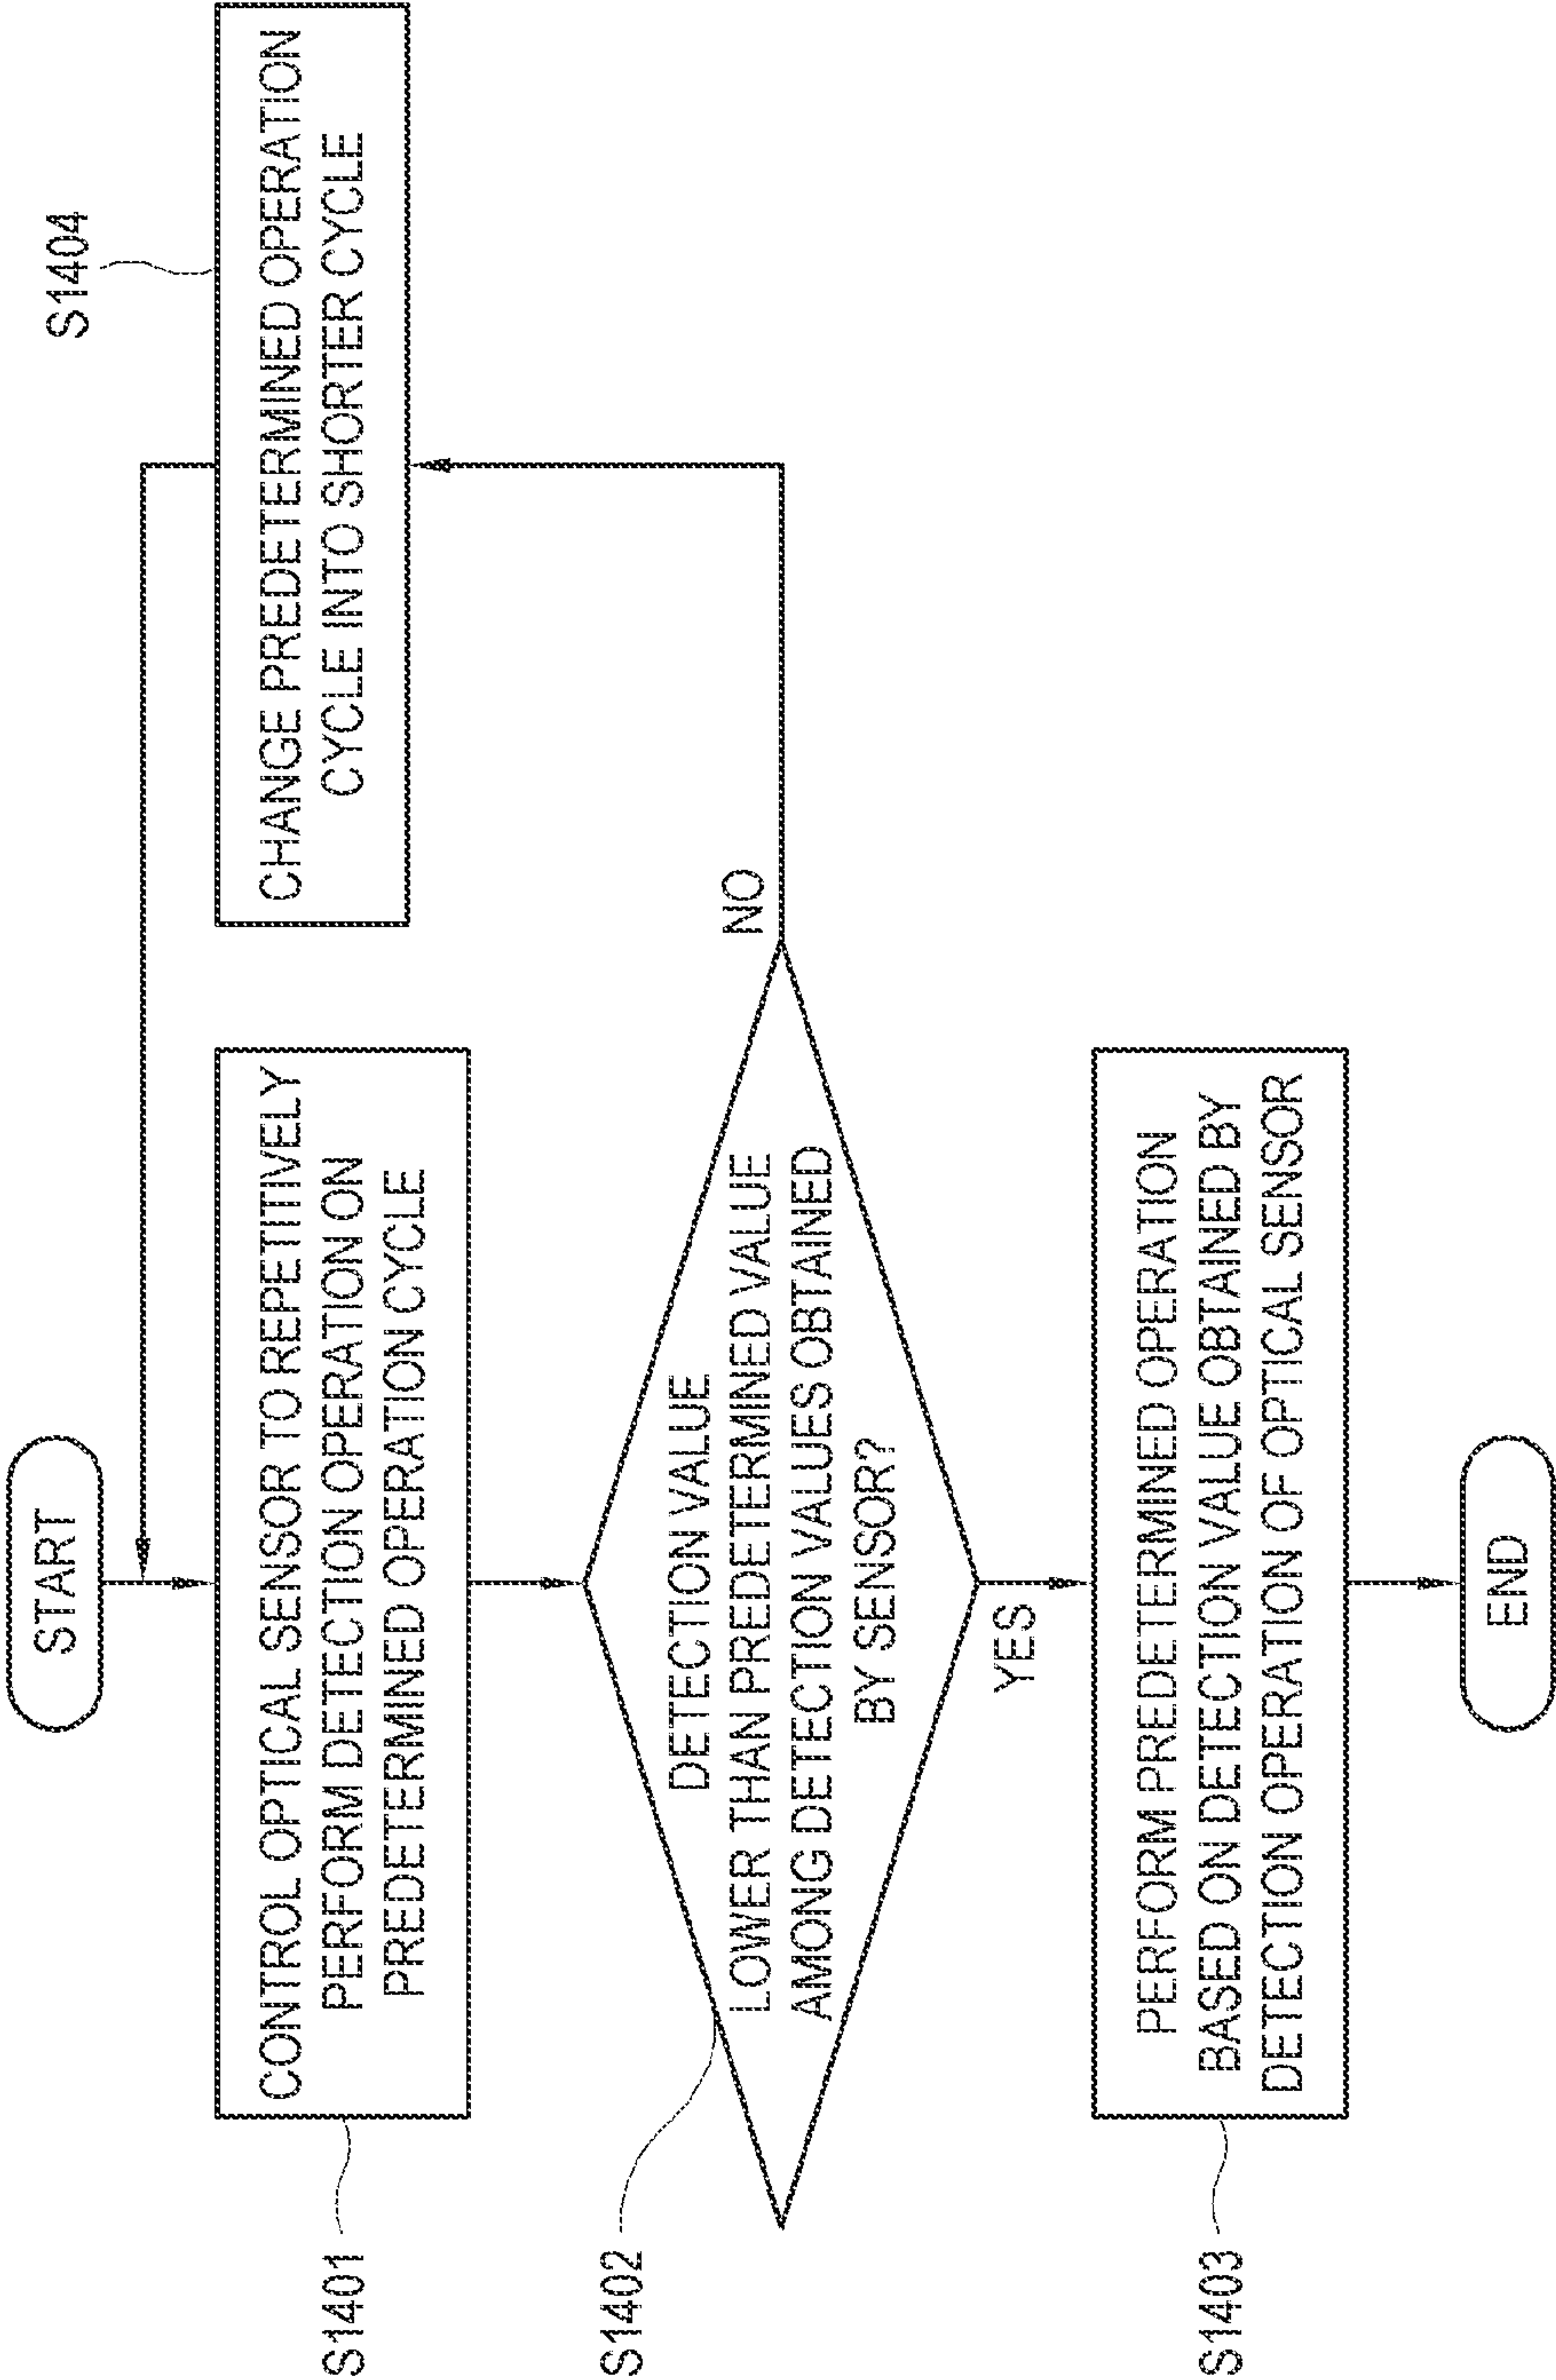 START
S1401
CONTROL OPTICAL SENSOR TO REPETITIVELY
PERFORM DETECTION OPERATION ON
PREDETERMINED OPERATION CYCLE
S1404
CHANGE PREDETERMINED OPERATION
CYCLE INTO SHORTER CYCLE
S1402
DETECTION VALUE
LOWER THAN PREDETERMINED VALUE
AMONG DETECTION VALUES OBTAINED
BY SENSOR?
NO
YES
S1403
PERFORM PREDETERMINED OPERATION
BASED ON DETECTION VALUE OBTAINED BY
DETECTION OPERATION OF OPTICAL SENSOR
END